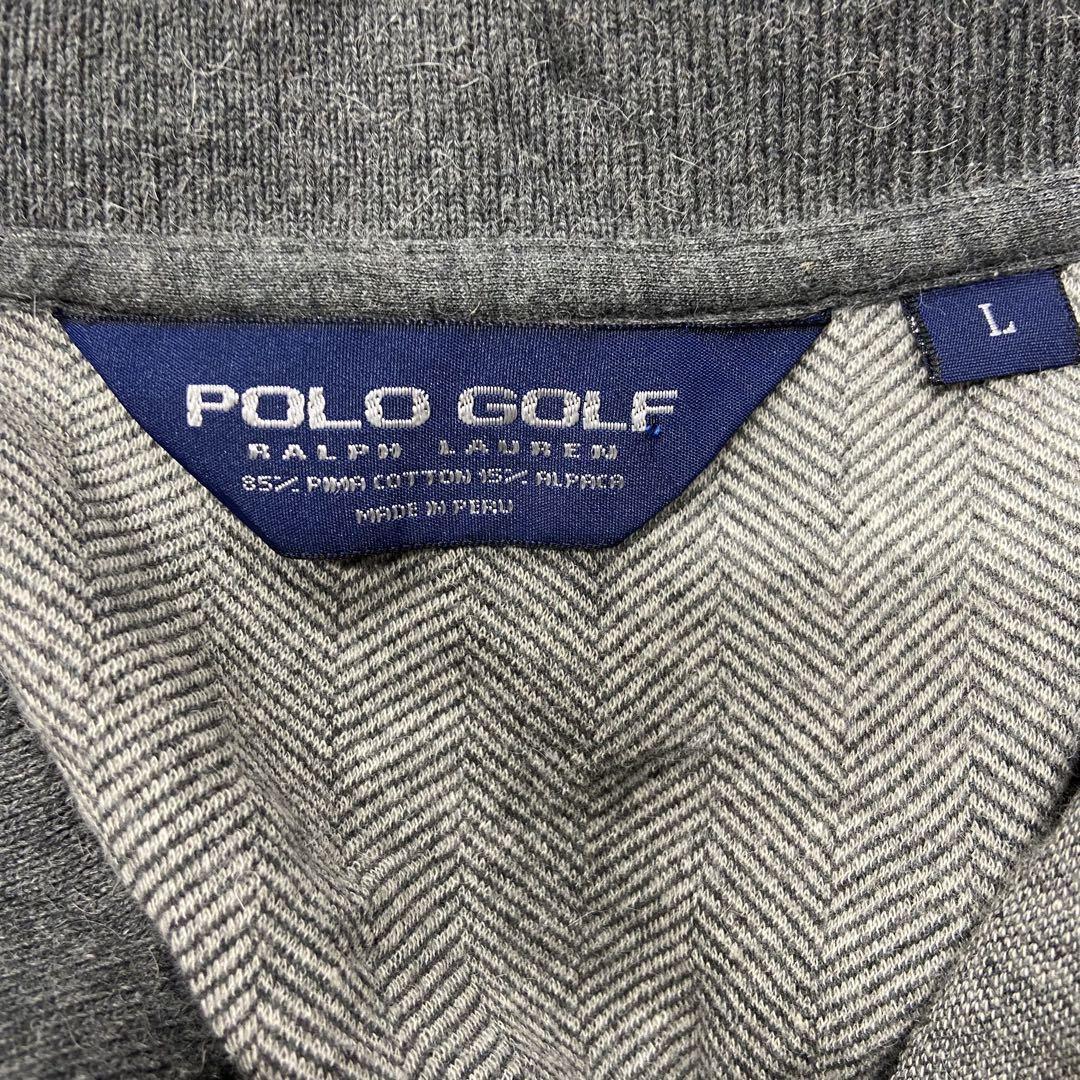 POLO GOLF
RALPH LAUREN
85% PIMA COTTON 15% ALPACA
MADE IN PERU
L